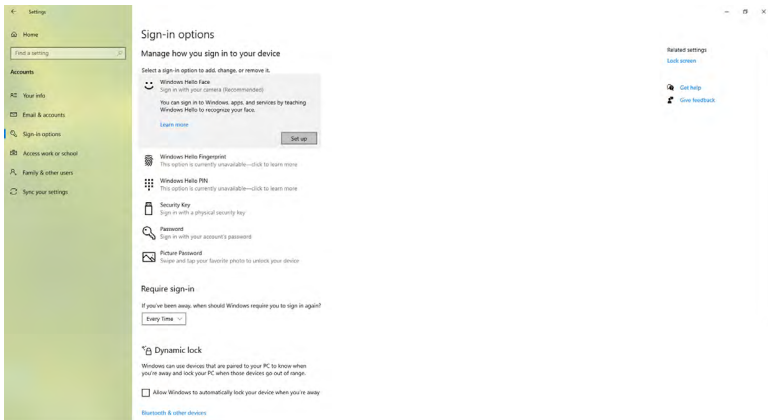 Settings
Home
Find a setting
Accounts
Your info
Email & accounts
Sign-in options
Access work or school
Family & other users
Sync your settings
Sign-in options
Manage how you sign in to your device
Select a sign-in option to add, change, or remove it.
Windows Hello Face
Sign in with your camera (Recommended)
You can sign in to Windows, apps, and services by teaching
Windows Hello to recognize your face.
Learn more
Set up
Windows Hello Fingerprint
This option is currently unavailable—click to learn more
Windows Hello PIN
This option is currently unavailable—click to learn more
Security Key
Sign in with a physical security key
Password
Sign in with your account's password
Picture Password
Swipe and tap your favorite photo to unlock your device
Require sign-in
If you've been away, when should Windows require you to sign in again?
Every Time
Dynamic lock
Windows can use devices that are paired to your PC to know when
you're away and lock your PC when those devices go out of range.
Allow Windows to automatically lock your device when you're away
Bluetooth & other devices
Related settings
Lock screen
Get help
Give feedback